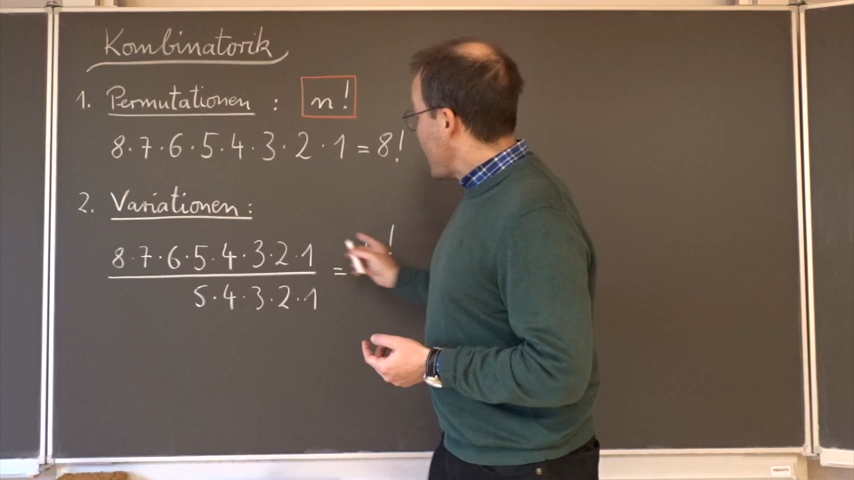 Kombinatorik
1. Permutationen : n!
8·7·6·5·4·3·2·1 = 8!
2. Variationen:
8·7·6·5·4·3·2·1
5·4·3·2·1
= !